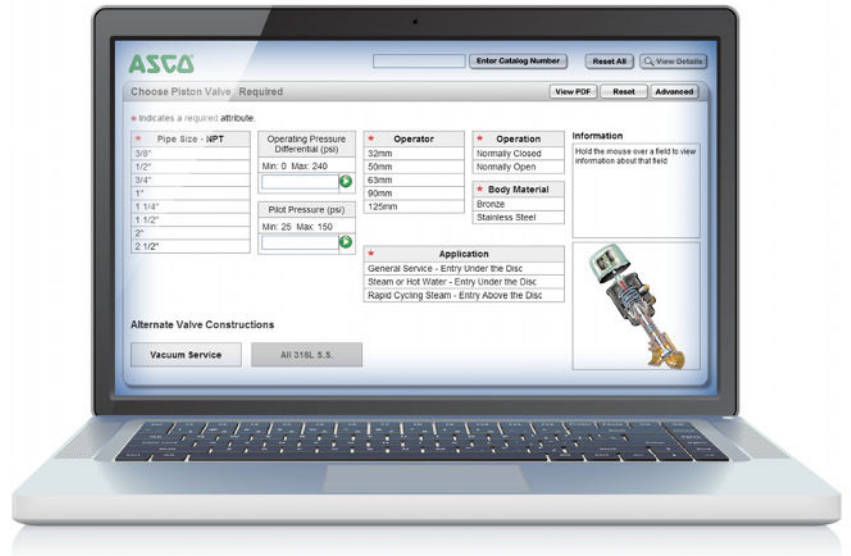 ASCO
Enter Catalog Number
Reset All
View Details
Choose Piston Valve Required
View PDF
Reset
Advanced
* Indicates a required attribute.
* Pipe Size - NPT
3/8"
1/2"
3/4"
1"
1 1/4"
1 1/2"
2"
2 1/2"
Operating Pressure
Differential (psi)
Min: 0 Max: 240
Pilot Pressure (psi)
Min: 25 Max: 150
* Operator
32mm
50mm
63mm
90mm
125mm
* Operation
Normally Closed
Normally Open
* Body Material
Bronze
Stainless Steel
* Application
General Service - Entry Under the Disc
Steam or Hot Water - Entry Under the Disc
Rapid Cycling Steam - Entry Above the Disc
Information
Hold the mouse over a field to view
information about that field
Alternate Valve Constructions
Vacuum Service
All 316L S.S.